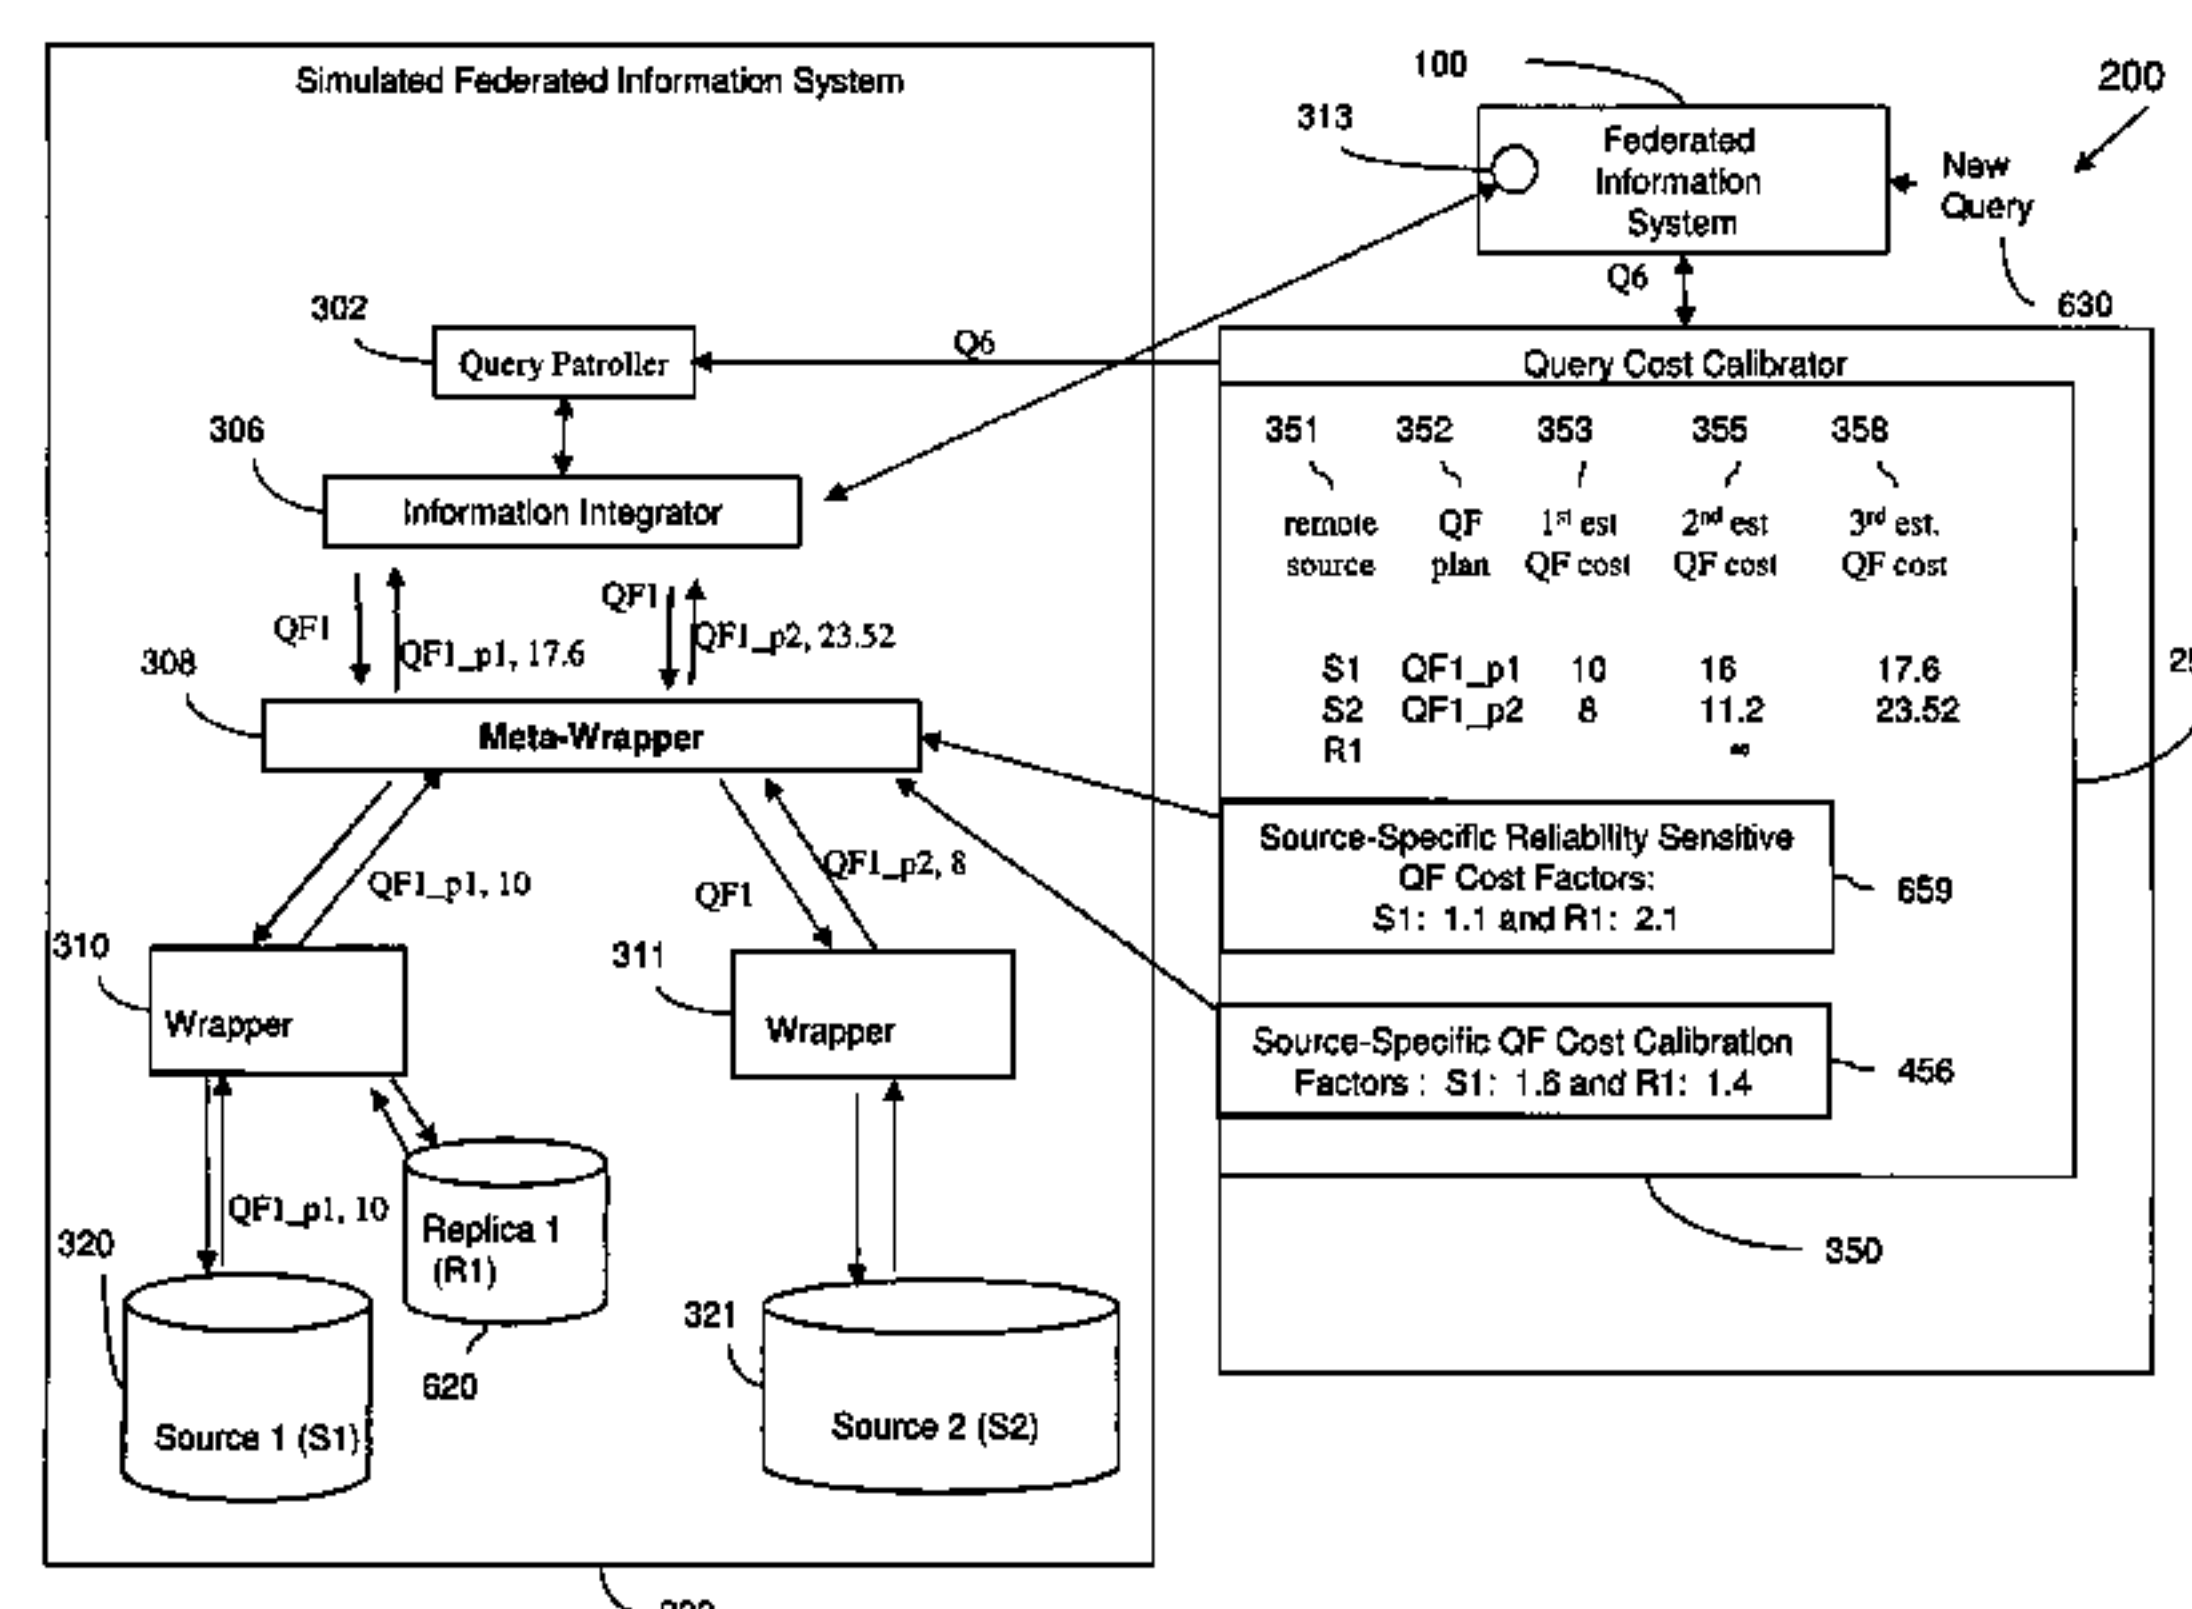 Simulated Federated Information System
100
200
313
Federated
Information
System
New
Query
Q6
630
302
Query Patroller
Q6
Query Cost Calibrator
306
Information Integrator
351 352 353 355 358
remote QF 1st est 2nd est 3rd est.
source plan QF cost QF cost QF cost
QF1
QF1_p1, 17.6
QF1
QF1_p2, 23.52
S1 QF1_p1 10 16 17.6
S2 QF1_p2 8 11.2 23.52
R1 ∞
308
Meta-Wrapper
Source-Specific Reliability Sensitive
QF Cost Factors:
S1: 1.1 and R1: 2.1
659
QF1_p1, 10
QF1
QF1_p2, 8
310
Wrapper
311
Wrapper
Source-Specific QF Cost Calibration
Factors : S1: 1.6 and R1: 1.4
456
350
QF1_p1, 10
Replica 1
(R1)
620
320
Source 1 (S1)
321
Source 2 (S2)